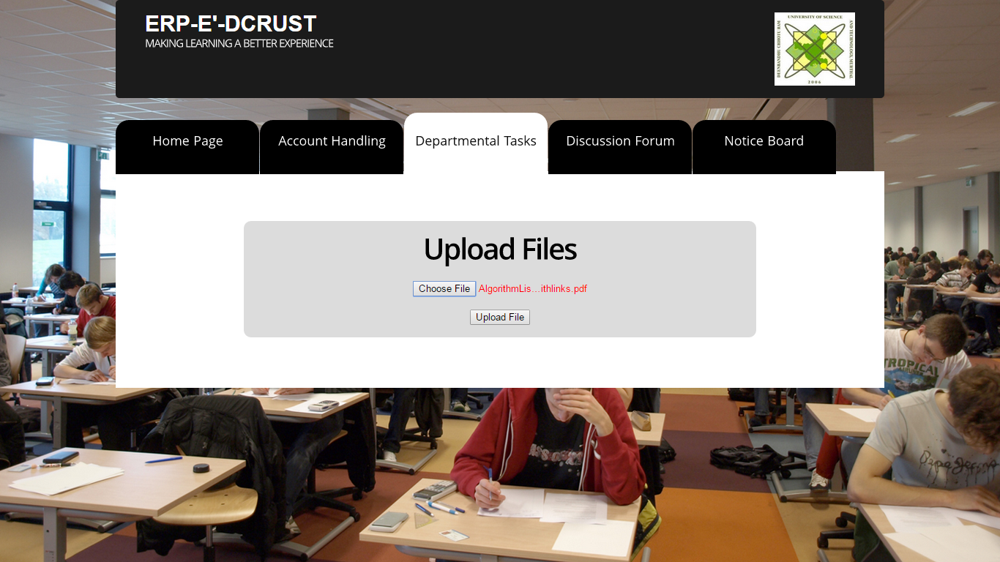 ERP-E'-DCRUST
MAKING LEARNING A BETTER EXPERIENCE
UNIVERSITY OF SCIENCE
AND TECHNOLOGY, MURTHAL
DEENBANDHU CHHOTU RAM
2006
Home Page
Account Handling
Departmental Tasks
Discussion Forum
Notice Board
Upload Files
Choose File AlgorithmLis...ithlinks.pdf
Upload File
TROPICAL